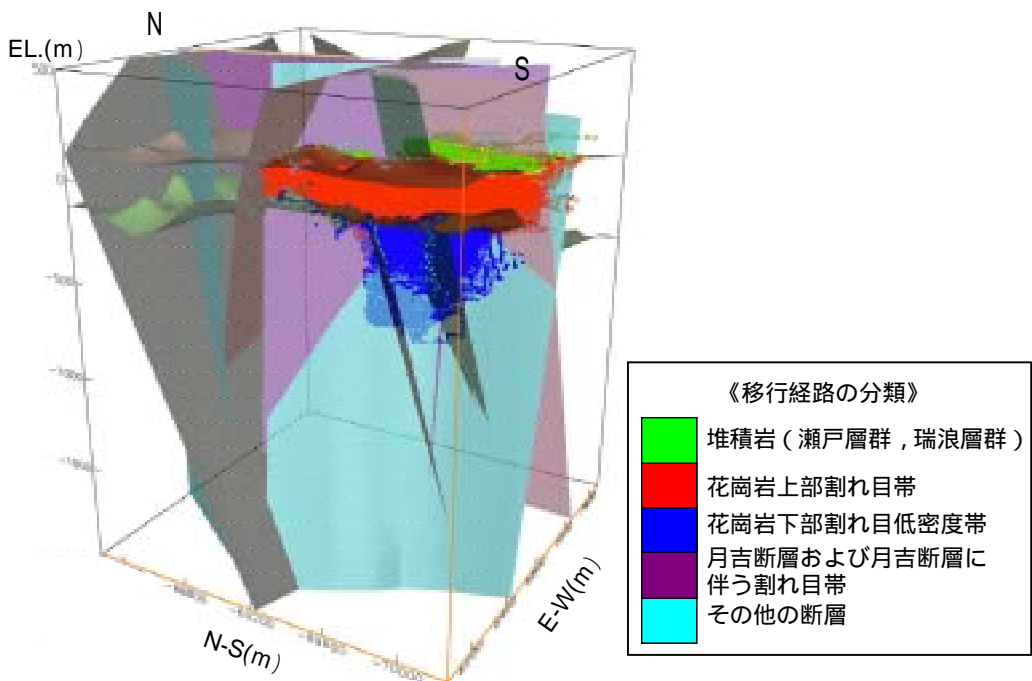 N
EL.(m)
S
《移行経路の分類》
堆積岩(瀬戸層群,瑞浪層群)
花崗岩上部割れ目帯
花崗岩下部割れ目低密度帯
月吉断層および月吉断層に
伴う割れ目帯
その他の断層
E-W(m)
N-S(m)